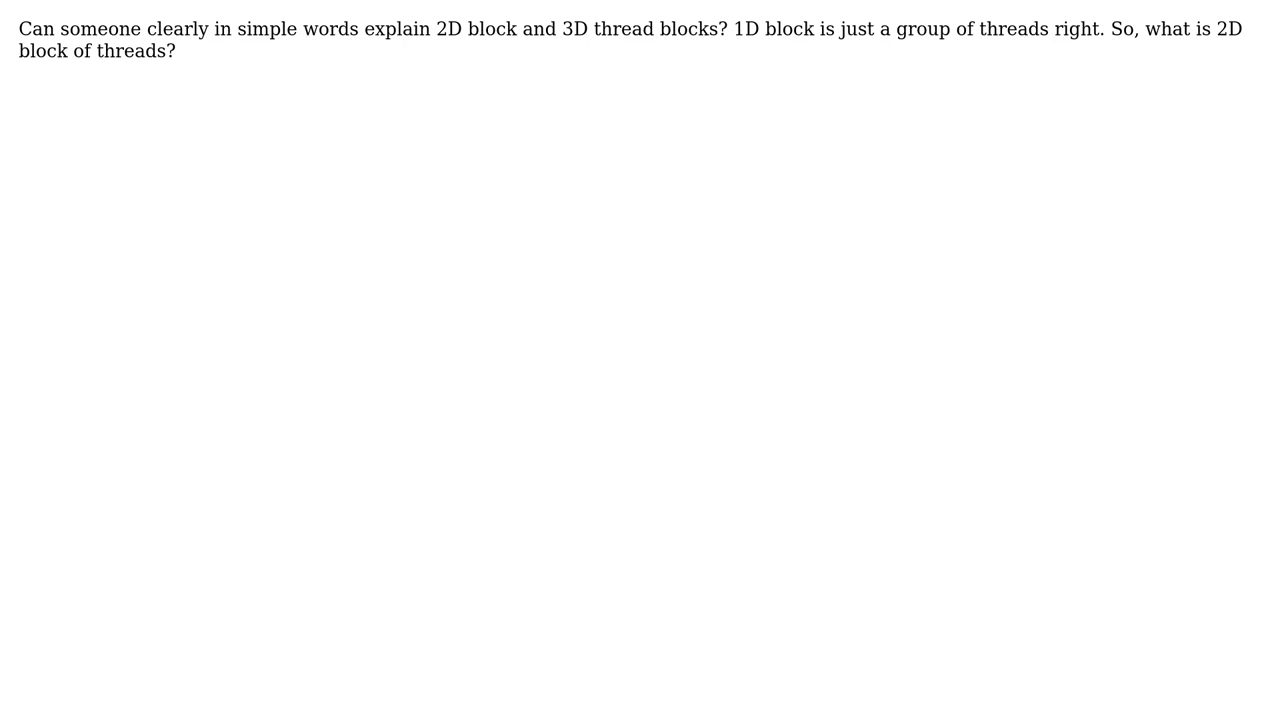 Can someone clearly in simple words explain 2D block and 3D thread blocks? 1D block is just a group of threads right. So, what is 2D
block of threads?